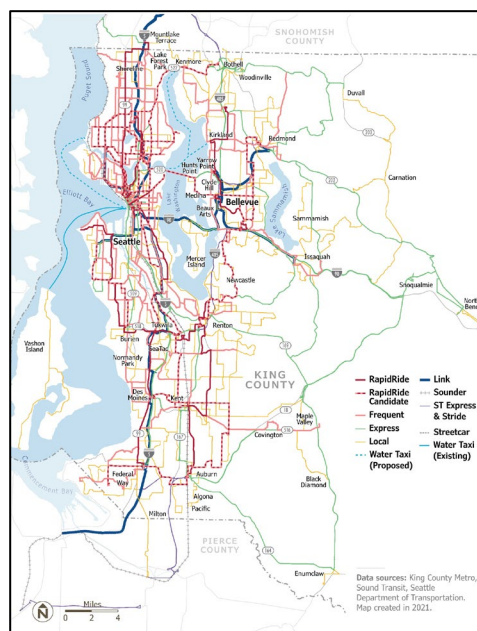 SNOHOMISH
COUNTY
Mountlake
Terrace
Lake
Forest
Park
Kenmore
Bothell
Shoreline
Woodinville
Duvall
Puget Sound
Kirkland
Redmond
Yarrow
Point
Hunts
Point
Clyde
Hill
Medina
Carnation
Elliott Bay
Lake Washington
Bellevue
Beaux
Arts
Lake Sammamish
Sammamish
Seattle
Mercer
Island
Issaquah
Newcastle
Snoqualmie
North
Bend
Vashon
Island
Tukwila
Renton
Burien
SeaTac
Normandy
Park
KING
COUNTY
Des
Moines
Kent
Maple
Valley
Covington
Commencement Bay
Federal
Way
Auburn
Algona
Pacific
Milton
Black
Diamond
PIERCE
COUNTY
Enumclaw
RapidRide
RapidRide
Candidate
Frequent
Express
Local
Water Taxi
(Proposed)
Link
Sounder
ST Express
& Stride
Streetcar
Water Taxi
(Existing)
N
Miles
0 2 4
Data sources: King County Metro,
Sound Transit, Seattle
Department of Transportation.
Map created in 2021.